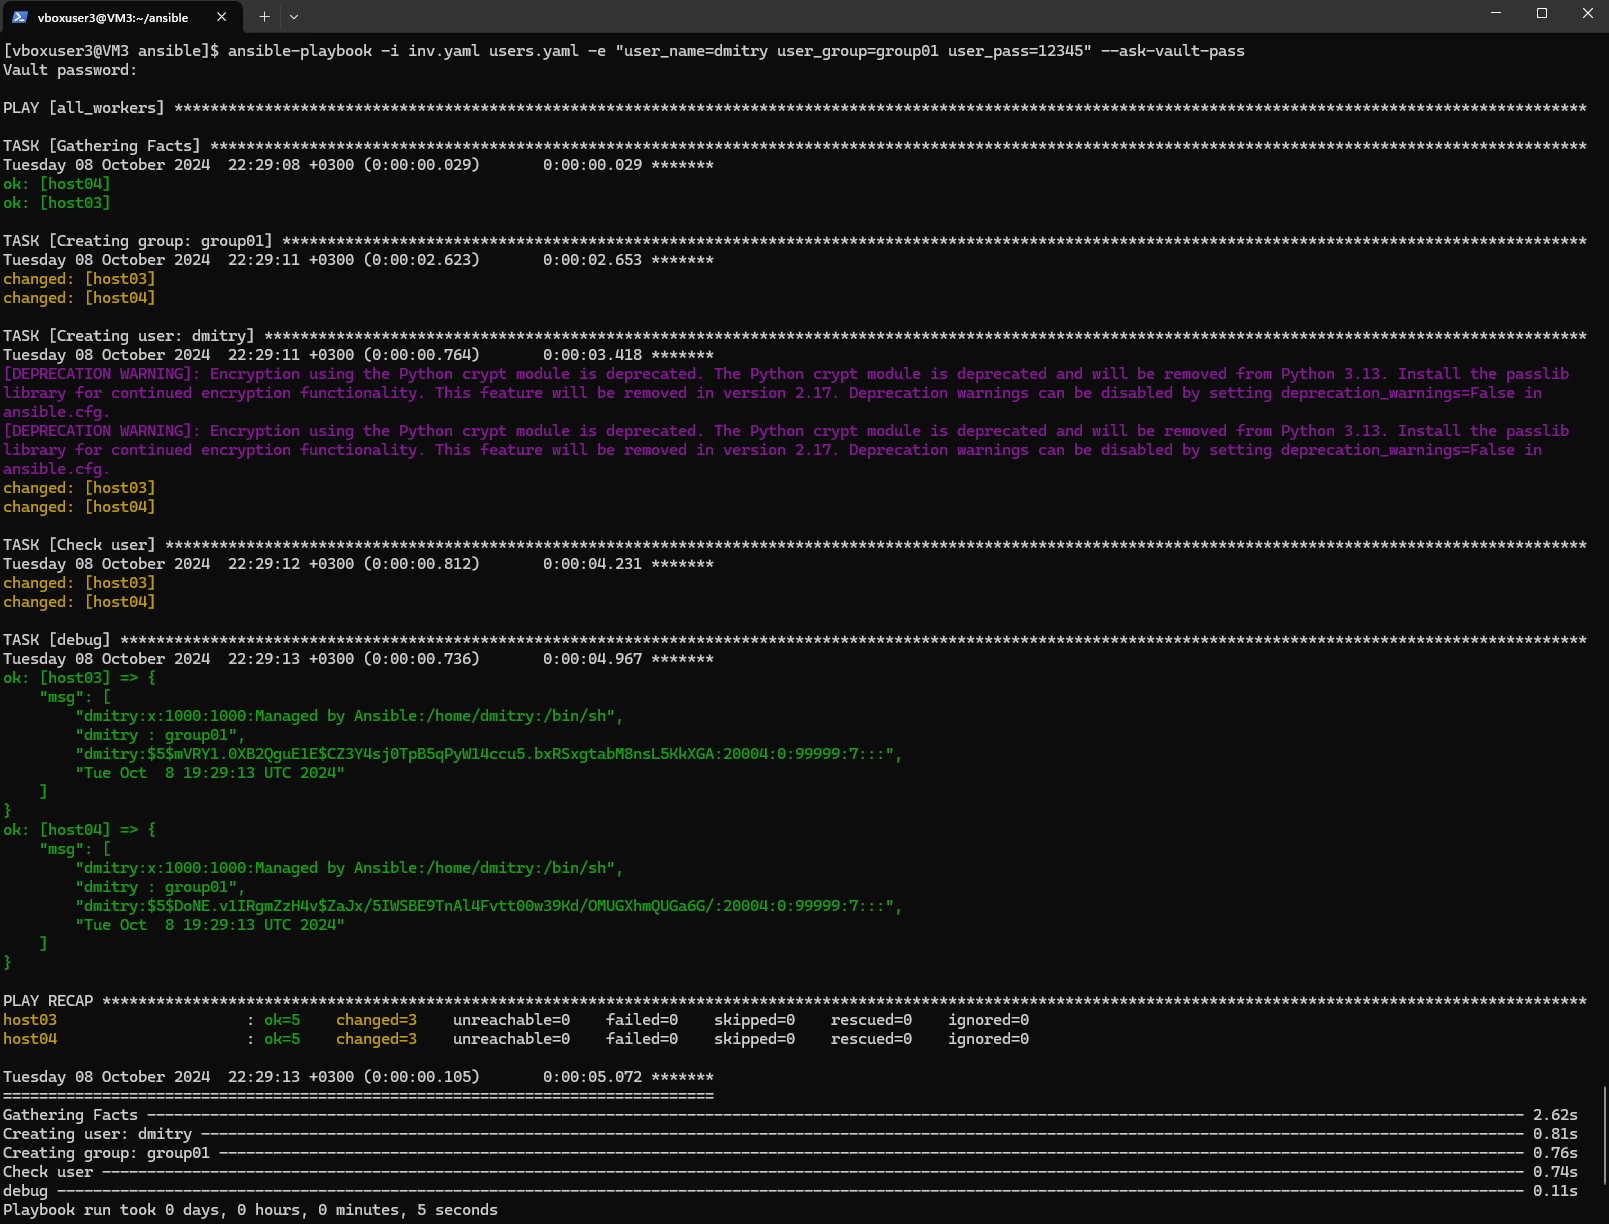 vboxuser3@VM3:~/ansible
[vboxuser3@VM3 ansible]$ ansible-playbook -i inv.yaml users.yaml -e "user_name=dmitry user_group=group01 user_pass=12345" --ask-vault-pass
Vault password:
PLAY [all_workers] *************************************************************************************************************************************************************
TASK [Gathering Facts] *********************************************************************************************************************************************************
Tuesday 08 October 2024  22:29:08 +0300 (0:00:00.029)       0:00:00.029 *******
ok: [host04]
ok: [host03]
TASK [Creating group: group01] *************************************************************************************************************************************************
Tuesday 08 October 2024  22:29:11 +0300 (0:00:02.623)       0:00:02.653 *******
changed: [host03]
changed: [host04]
TASK [Creating user: dmitry] ***************************************************************************************************************************************************
Tuesday 08 October 2024  22:29:11 +0300 (0:00:00.764)       0:00:03.418 *******
[DEPRECATION WARNING]: Encryption using the Python crypt module is deprecated. The Python crypt module is deprecated and will be removed from Python 3.13. Install the passlib
library for continued encryption functionality. This feature will be removed in version 2.17. Deprecation warnings can be disabled by setting deprecation_warnings=False in
ansible.cfg.
[DEPRECATION WARNING]: Encryption using the Python crypt module is deprecated. The Python crypt module is deprecated and will be removed from Python 3.13. Install the passlib
library for continued encryption functionality. This feature will be removed in version 2.17. Deprecation warnings can be disabled by setting deprecation_warnings=False in
ansible.cfg.
changed: [host03]
changed: [host04]
TASK [Check user] **************************************************************************************************************************************************************
Tuesday 08 October 2024  22:29:12 +0300 (0:00:00.812)       0:00:04.231 *******
changed: [host03]
changed: [host04]
TASK [debug] *******************************************************************************************************************************************************************
Tuesday 08 October 2024  22:29:13 +0300 (0:00:00.736)       0:00:04.967 *******
ok: [host03] => {
    "msg": [
        "dmitry:x:1000:1000:Managed by Ansible:/home/dmitry:/bin/sh",
        "dmitry : group01",
        "dmitry:$5$mVRY1.0XB2QguE1E$CZ3Y4sj0TpB5qPyW14ccu5.bxRSxgtabM8nsL5KkXGA:20004:0:99999:7:::",
        "Tue Oct  8 19:29:13 UTC 2024"
    ]
}
ok: [host04] => {
    "msg": [
        "dmitry:x:1000:1000:Managed by Ansible:/home/dmitry:/bin/sh",
        "dmitry : group01",
        "dmitry:$5$DoNE.v1IRgmZzH4v$ZaJx/5IWSBE9TnAl4Fvtt00w39Kd/OMUGXhmQUGa6G/:20004:0:99999:7:::",
        "Tue Oct  8 19:29:13 UTC 2024"
    ]
}
PLAY RECAP *********************************************************************************************************************************************************************
host03                     : ok=5    changed=3    unreachable=0    failed=0    skipped=0    rescued=0    ignored=0
host04                     : ok=5    changed=3    unreachable=0    failed=0    skipped=0    rescued=0    ignored=0
Tuesday 08 October 2024  22:29:13 +0300 (0:00:00.105)       0:00:05.072 *******
===============================================================================
Gathering Facts --------------------------------------------------------------------------------------------------------------------------------------------------------- 2.62s
Creating user: dmitry --------------------------------------------------------------------------------------------------------------------------------------------------- 0.81s
Creating group: group01 ------------------------------------------------------------------------------------------------------------------------------------------------- 0.76s
Check user -------------------------------------------------------------------------------------------------------------------------------------------------------------- 0.74s
debug ------------------------------------------------------------------------------------------------------------------------------------------------------------------- 0.11s
Playbook run took 0 days, 0 hours, 0 minutes, 5 seconds